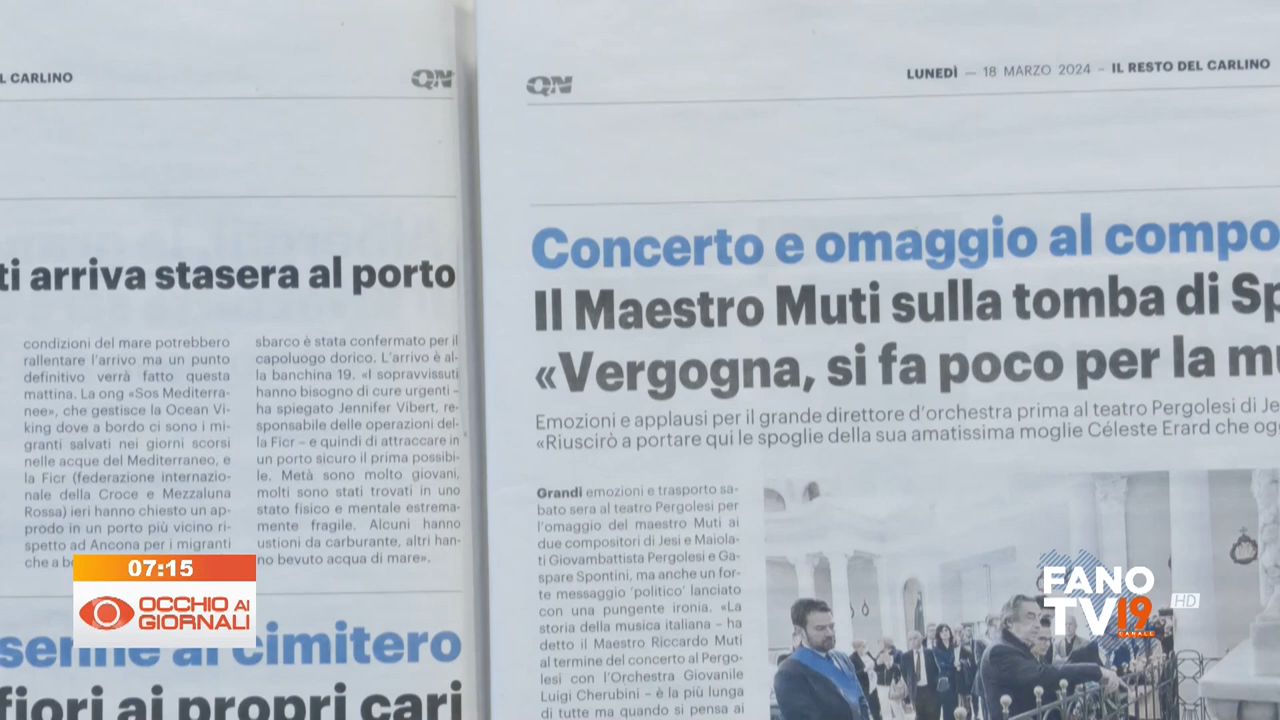 L CARLINO
QN
ti arriva stasera al porto
condizioni del mare potrebbero
rallentare l'arrivo ma un punto
definitivo verrà fatto questa
mattina. La ong «Sos Mediterra-
nee», che gestisce la Ocean Vi-
king dove a bordo ci sono i mi-
granti salvati nei giorni scorsi
nelle acque del Mediterraneo, e
la Ficr (federazione internazio-
nale della Croce e Mezzaluna
Rossa) ieri hanno chiesto un ap-
prodo in un porto più vicino ri-
spetto ad Ancona per i migranti
che a
sbarco è stata confermato per il
capoluogo dorico. L'arrivo è al-
la banchina 19. «I sopravvissuti
hanno bisogno di cure urgenti –
ha spiegato Jennifer Vibert, re-
sponsabile delle operazioni del-
la Ficr – e quindi di attraccare in
un porto sicuro il prima possibi-
le. Metà sono molto giovani,
molti sono stati trovati in uno
stato fisico e mentale estrema-
mente fragile. Alcuni hanno
ustioni da carburante, altri han-
no bevuto acqua di mare».
al cimitero
fiori ai propri cari
QN
LUNEDÌ — 18 MARZO 2024 – IL RESTO DEL CARLINO
Concerto e omaggio al compo
Il Maestro Muti sulla tomba di Sp
«Vergogna, si fa poco per la mu
Emozioni e applausi per il grande direttore d'orchestra prima al teatro Pergolesi di Je
«Riuscirò a portare qui le spoglie della sua amatissima moglie Céleste Erard che og
Grandi emozioni e trasporto sa-
bato sera al teatro Pergolesi per
l'omaggio del maestro Muti ai
due compositori di Jesi e Maiola-
ti Giovambattista Pergolesi e Ga-
spare Spontini, ma anche un for-
te messaggio 'politico' lanciato
con una pungente ironia. «La
storia della musica italiana – ha
detto il Maestro Riccardo Muti
al termine del concerto al Pergo-
lesi con l'Orchestra Giovanile
Luigi Cherubini – è la più lunga
di tutte ma quando si pensa ai
07:15
OCCHIO AI
GIORNALI
FANO
TV19
CANALE
HD